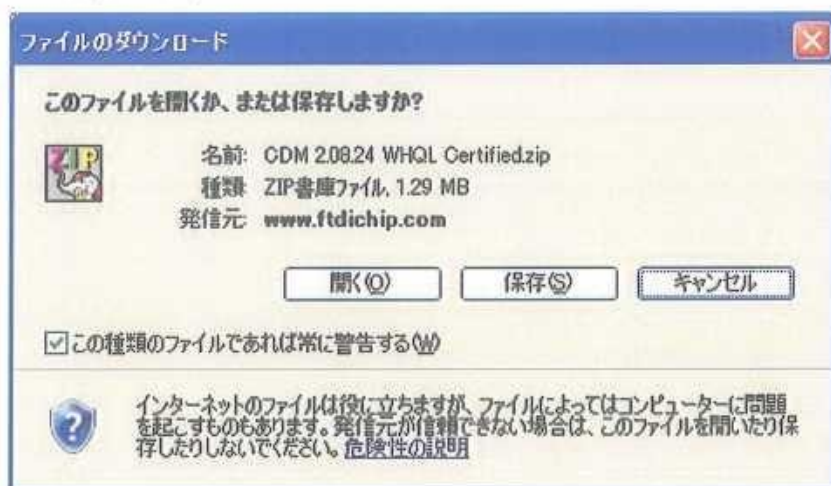 ファイルのダウンロード
このファイルを開くか、または保存しますか?
ZIP
名前: CDM 2.08.24 WHQL Certified.zip
種類: ZIP書庫ファイル, 1.29 MB
発信元: www.ftdichip.com
開く(O) 保存(S) キャンセル
この種類のファイルであれば常に警告する(W)
インターネットのファイルは役に立ちますが、ファイルによってはコンピューターに問題
を起こすものもあります。発信元が信頼できない場合は、このファイルを開いたり保
存したりしないでください。危険性の説明